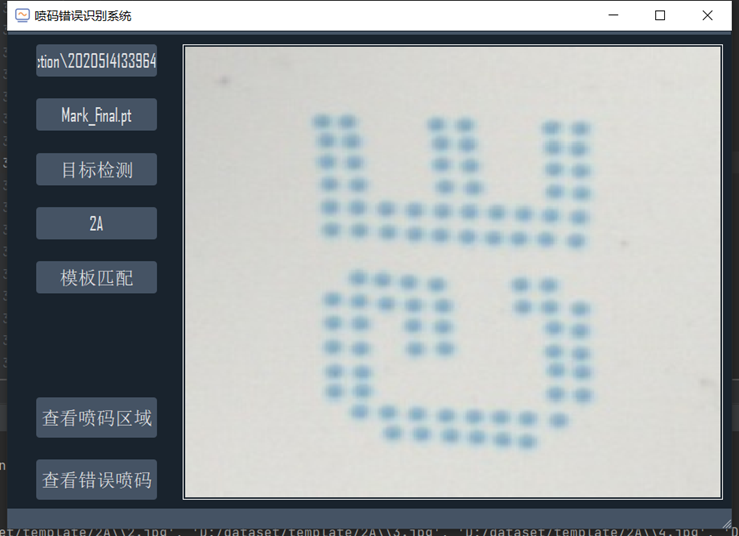 喷码错误识别系统
:tion\2020514133964
Mark_Final.pt
目标检测
2A
模板匹配
查看喷码区域
查看错误喷码
et/template/2A\\2.jpg', 'D:/dataset/template/2A\\3.jpg', 'D:/dataset/template/2A\\4.jpg', 'D